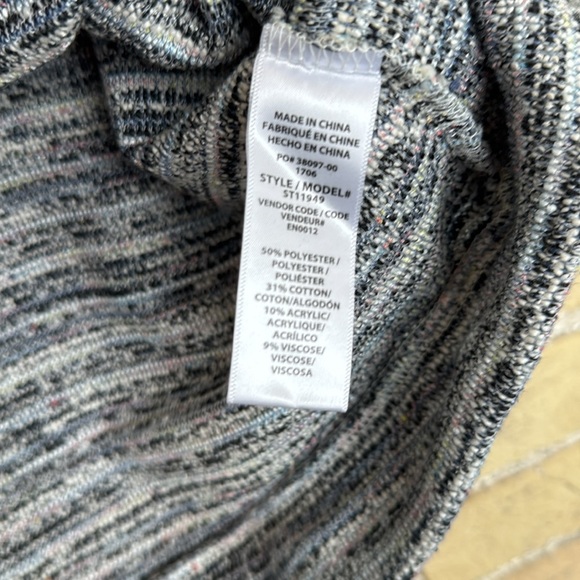 MADE IN CHINA
FABRIQUÉ EN CHINE
HECHO EN CHINA
PO# 38097-00
1706
STYLE / MODEL#
ST11949
VENDOR CODE / CODE
VENDEUR#
EN0012
50% POLYESTER/
POLYESTER /
POLIÉSTER
31% COTTON/
COTON/ALGODÓN
10% ACRYLIC/
ACRYLIQUE/
ACRÍLICO
9% VISCOSE/
VISCOSE/
VISCOSA